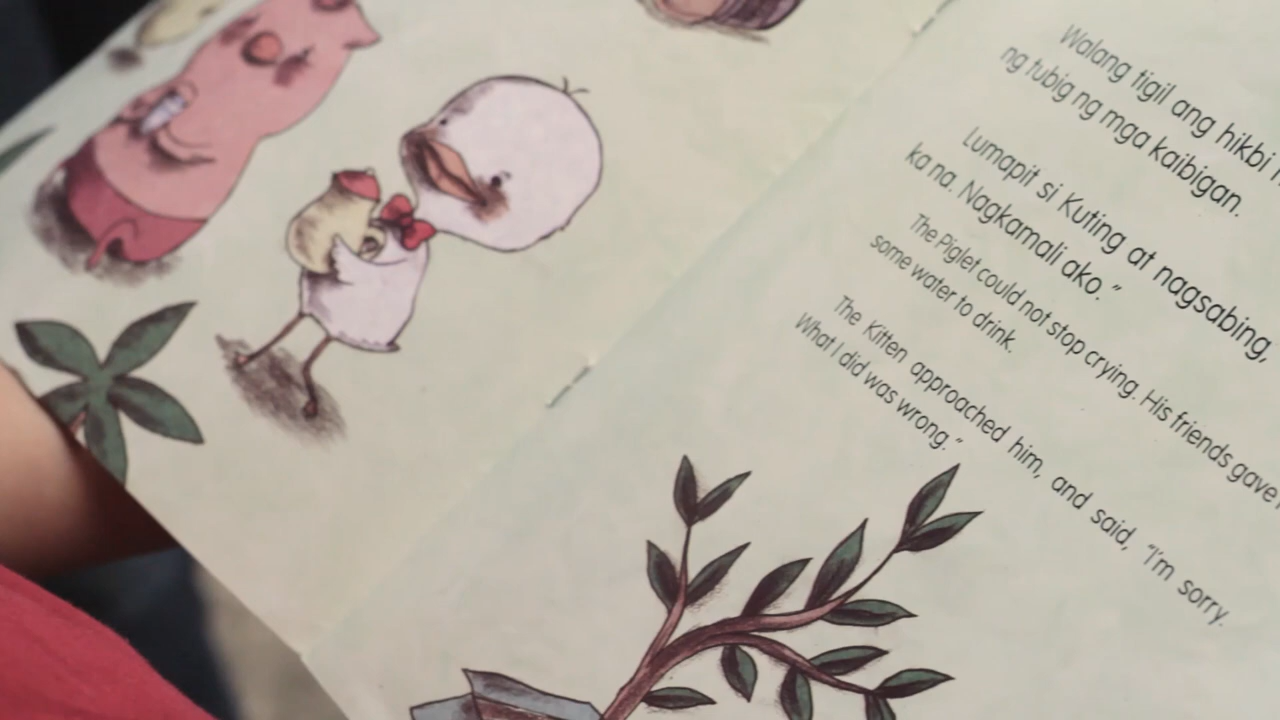 Walang tigil ang hikbi
ng tubig ng mga kaibigan.
Lumapit si Kuting at nagsabing,
ka na. Nagkamali ako."
The Piglet could not stop crying. His friends gave
some water to drink.
The Kitten approached him, and said, "I'm sorry.
What I did was wrong."